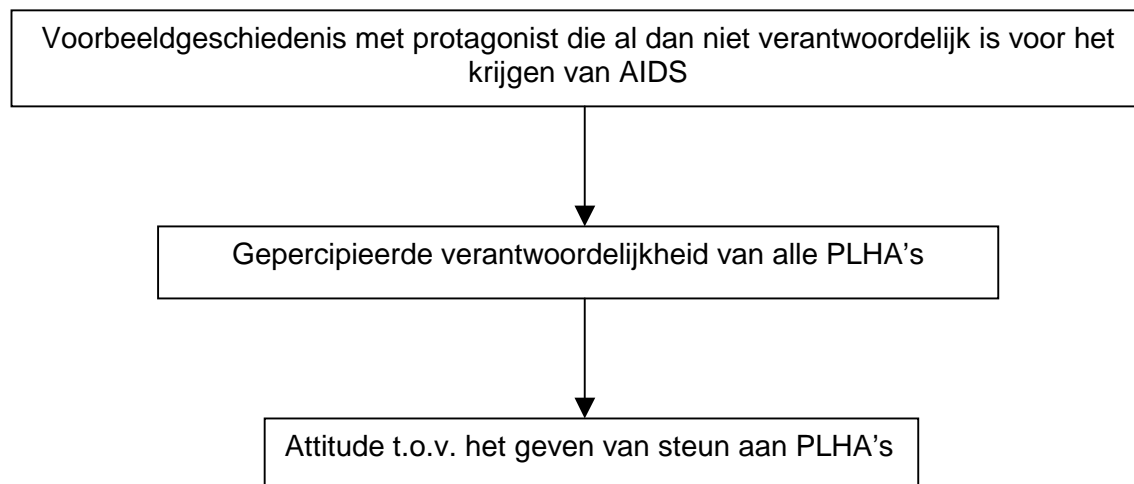 Voorbeeldgeschiedenis met protagonist die al dan niet verantwoordelijk is voor het
krijgen van AIDS
Gepercipieerde verantwoordelijkheid van alle PLHA’s
Attitude t.o.v. het geven van steun aan PLHA’s